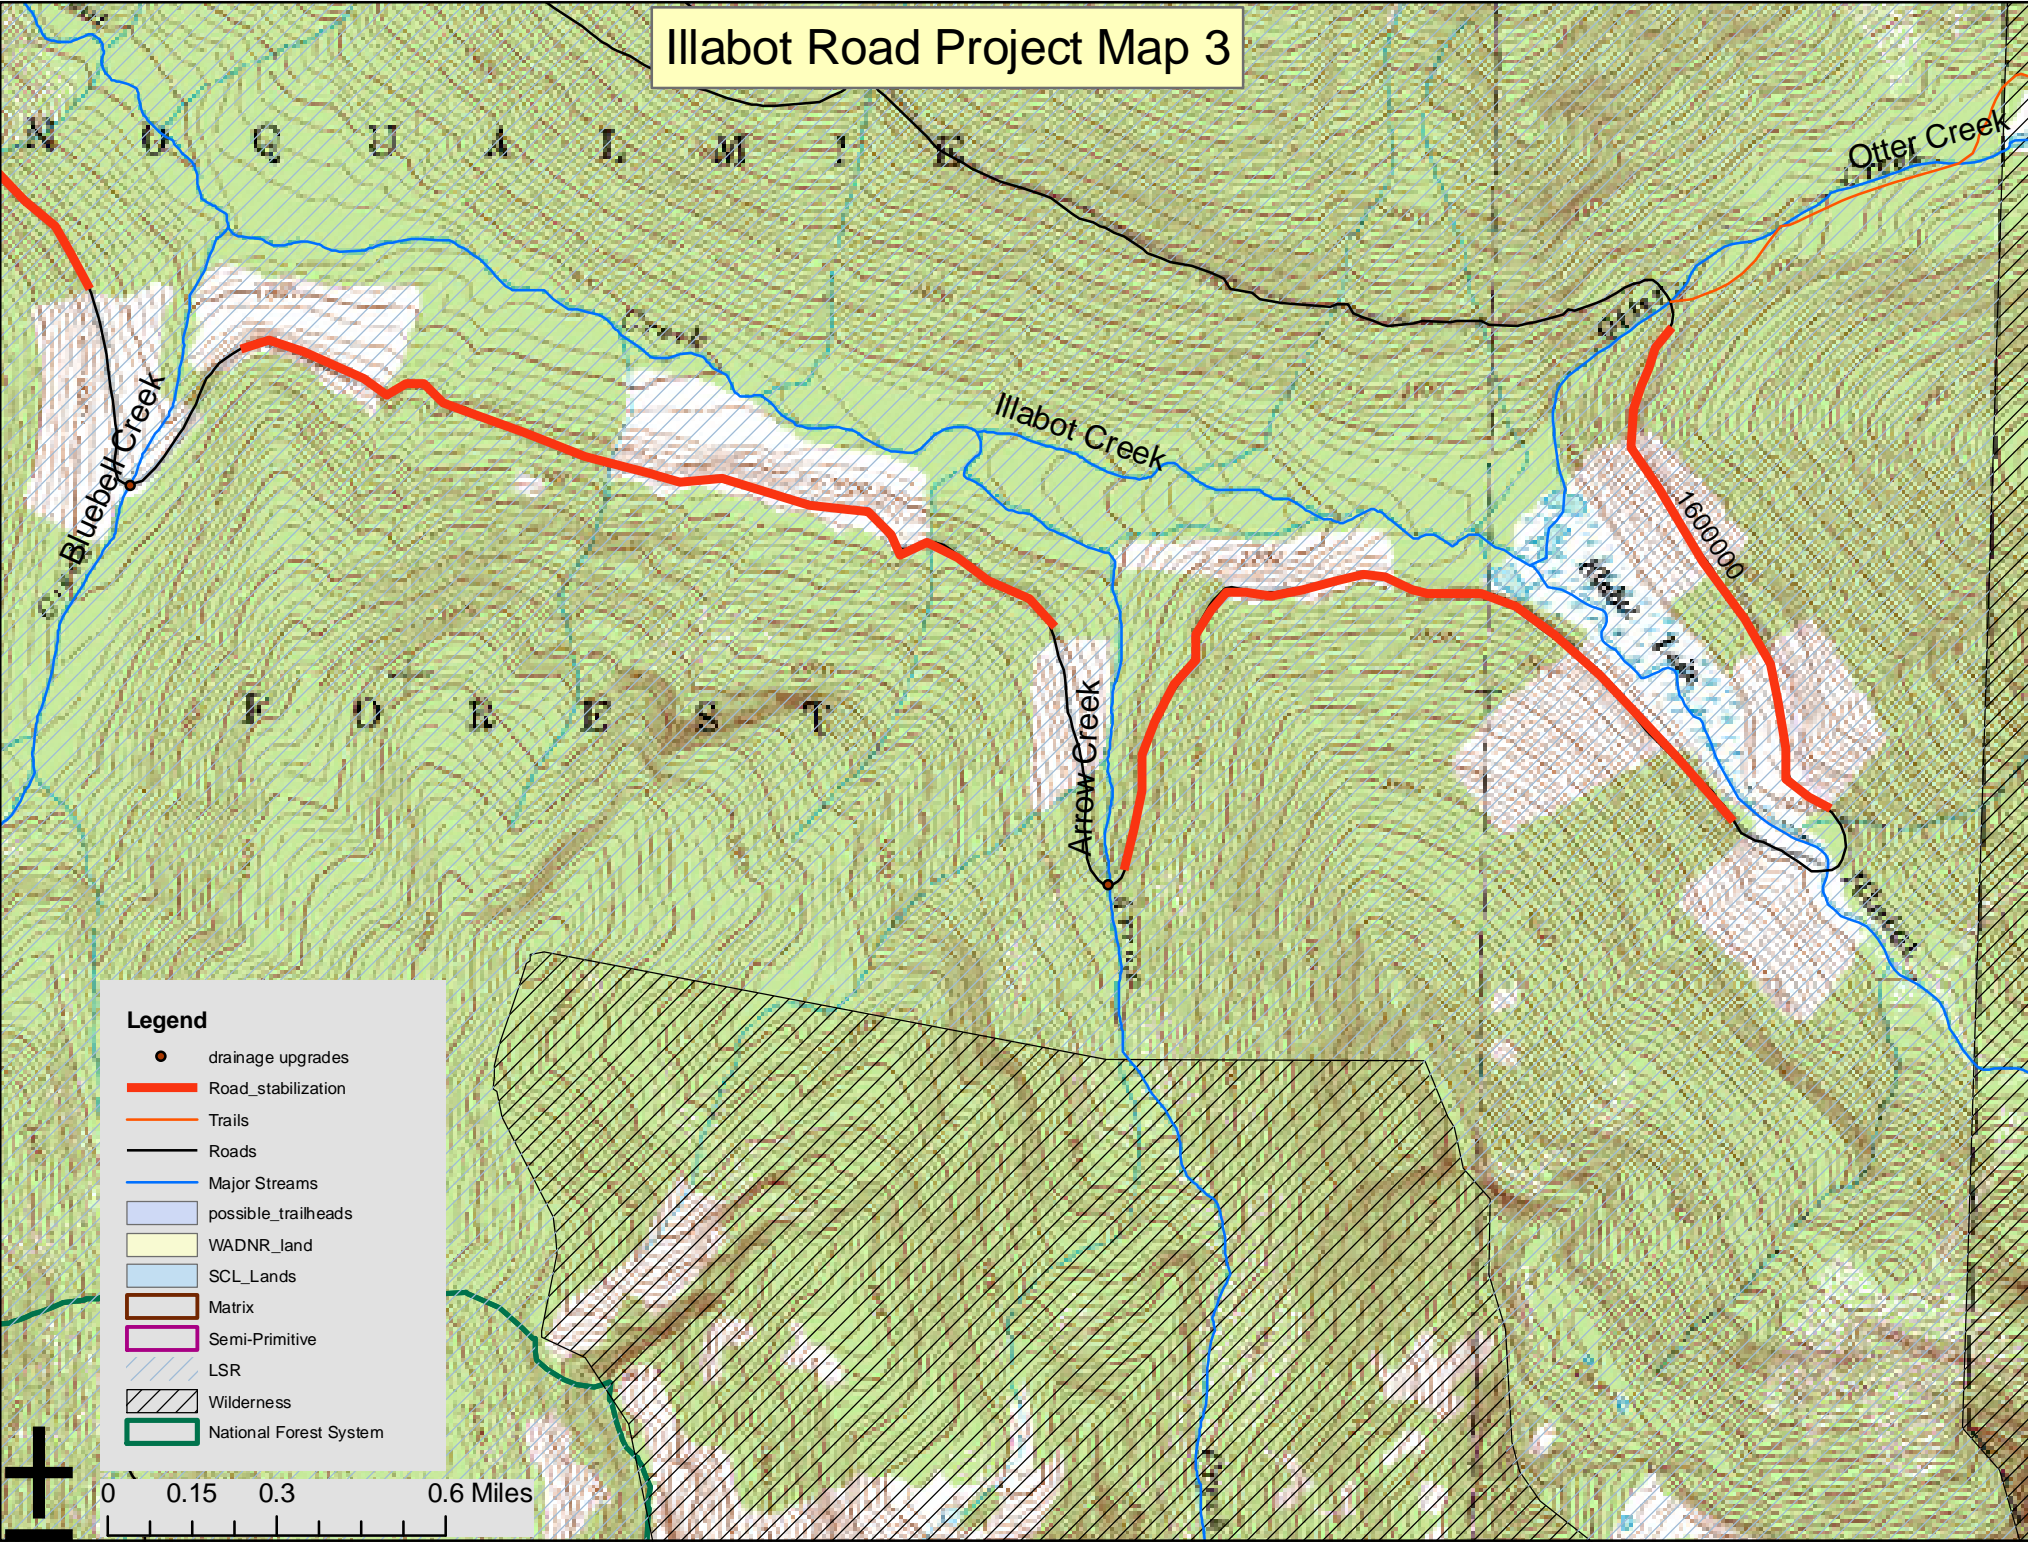 Illabot Road Project Map 3
N O Q U A L M I E
Otter Creek
Creek
Illabot Creek
Bluebell Creek
1600000
F O R E S T
Arrow Creek
Legend
drainage upgrades
Road_stabilization
Trails
Roads
Major Streams
possible_trailheads
WADNR_land
SCL_Lands
Matrix
Semi-Primitive
LSR
Wilderness
National Forest System
0 0.15 0.3 0.6 Miles